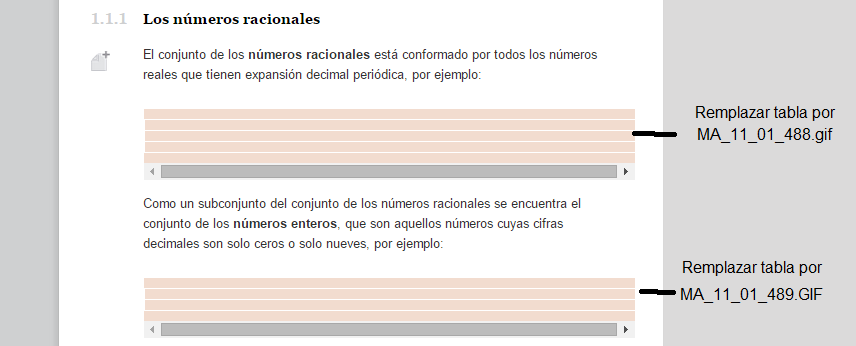 1.1.1 Los números racionales
El conjunto de los números racionales está conformado por todos los números
reales que tienen expansión decimal periódica, por ejemplo:
Remplazar tabla por
MA_11_01_488.gif
Como un subconjunto del conjunto de los números racionales se encuentra el
conjunto de los números enteros, que son aquellos números cuyas cifras
decimales son solo ceros o solo nueves, por ejemplo:
Remplazar tabla por
MA_11_01_489.GIF